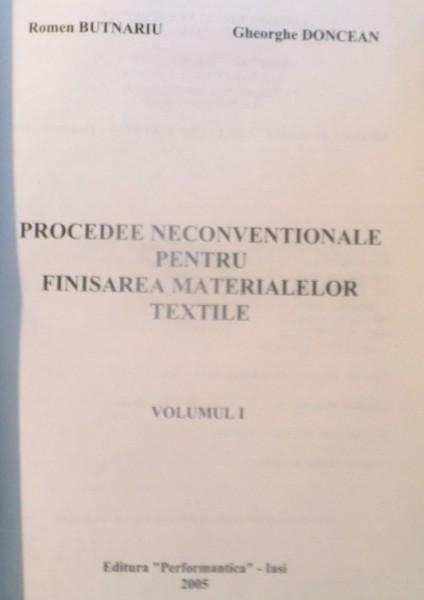 Romen BUTNARIU
Gheorghe DONCEAN
PROCEDEE NECONVENTIONALE
PENTRU
FINISAREA MATERIALELOR
TEXTILE
VOLUMUL I
Editura "Performantica" - Iasi
2005